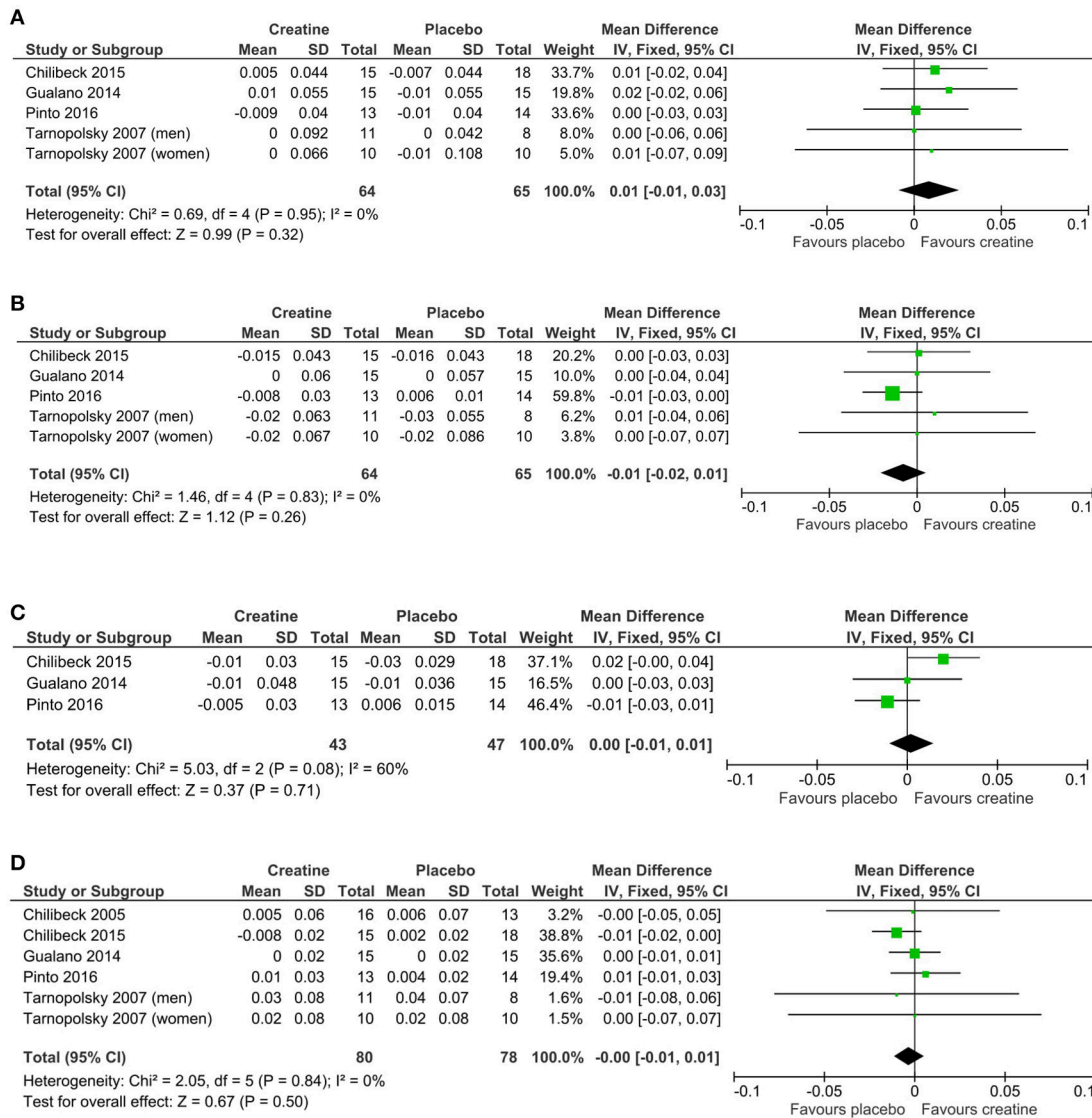 A
Creatine Placebo Mean Difference Mean Difference
Study or Subgroup Mean SD Total Mean SD Total Weight IV, Fixed, 95% CI IV, Fixed, 95% CI
Chilibeck 2015 0.005 0.044 15 -0.007 0.044 18 33.7% 0.01 [-0.02, 0.04]
Gualano 2014 0.01 0.055 15 -0.01 0.055 15 19.8% 0.02 [-0.02, 0.06]
Pinto 2016 -0.009 0.04 13 -0.01 0.04 14 33.6% 0.00 [-0.03, 0.03]
Tarnopolsky 2007 (men) 0 0.092 11 0 0.042 8 8.0% 0.00 [-0.06, 0.06]
Tarnopolsky 2007 (women) 0 0.066 10 -0.01 0.108 10 5.0% 0.01 [-0.07, 0.09]
Total (95% CI) 64 65 100.0% 0.01 [-0.01, 0.03]
Heterogeneity: Chi² = 0.69, df = 4 (P = 0.95); I² = 0%
Test for overall effect: Z = 0.99 (P = 0.32)
-0.1 -0.05 0 0.05 0.1
Favours placebo Favours creatine
B
Creatine Placebo Mean Difference Mean Difference
Study or Subgroup Mean SD Total Mean SD Total Weight IV, Fixed, 95% CI IV, Fixed, 95% CI
Chilibeck 2015 -0.015 0.043 15 -0.016 0.043 18 20.2% 0.00 [-0.03, 0.03]
Gualano 2014 0 0.06 15 0 0.057 15 10.0% 0.00 [-0.04, 0.04]
Pinto 2016 -0.008 0.03 13 0.006 0.01 14 59.8% -0.01 [-0.03, 0.00]
Tarnopolsky 2007 (men) -0.02 0.063 11 -0.03 0.055 8 6.2% 0.01 [-0.04, 0.06]
Tarnopolsky 2007 (women) -0.02 0.067 10 -0.02 0.086 10 3.8% 0.00 [-0.07, 0.07]
Total (95% CI) 64 65 100.0% -0.01 [-0.02, 0.01]
Heterogeneity: Chi² = 1.46, df = 4 (P = 0.83); I² = 0%
Test for overall effect: Z = 1.12 (P = 0.26)
-0.1 -0.05 0 0.05 0.1
Favours placebo Favours creatine
C
Creatine Placebo Mean Difference Mean Difference
Study or Subgroup Mean SD Total Mean SD Total Weight IV, Fixed, 95% CI IV, Fixed, 95% CI
Chilibeck 2015 -0.01 0.03 15 -0.03 0.029 18 37.1% 0.02 [-0.00, 0.04]
Gualano 2014 -0.01 0.048 15 -0.01 0.036 15 16.5% 0.00 [-0.03, 0.03]
Pinto 2016 -0.005 0.03 13 0.006 0.015 14 46.4% -0.01 [-0.03, 0.01]
Total (95% CI) 43 47 100.0% 0.00 [-0.01, 0.01]
Heterogeneity: Chi² = 5.03, df = 2 (P = 0.08); I² = 60%
Test for overall effect: Z = 0.37 (P = 0.71)
-0.1 -0.05 0 0.05 0.1
Favours placebo Favours creatine
D
Creatine Placebo Mean Difference Mean Difference
Study or Subgroup Mean SD Total Mean SD Total Weight IV, Fixed, 95% CI IV, Fixed, 95% CI
Chilibeck 2005 0.005 0.06 16 0.006 0.07 13 3.2% -0.00 [-0.05, 0.05]
Chilibeck 2015 -0.008 0.02 15 0.002 0.02 18 38.8% -0.01 [-0.02, 0.00]
Gualano 2014 0 0.02 15 0 0.02 15 35.6% 0.00 [-0.01, 0.01]
Pinto 2016 0.01 0.03 13 0.004 0.02 14 19.4% 0.01 [-0.01, 0.03]
Tarnopolsky 2007 (men) 0.03 0.08 11 0.04 0.07 8 1.6% -0.01 [-0.08, 0.06]
Tarnopolsky 2007 (women) 0.02 0.08 10 0.02 0.08 10 1.5% 0.00 [-0.07, 0.07]
Total (95% CI) 80 78 100.0% -0.00 [-0.01, 0.01]
Heterogeneity: Chi² = 2.05, df = 5 (P = 0.84); I² = 0%
Test for overall effect: Z = 0.67 (P = 0.50)
-0.1 -0.05 0 0.05 0.1
Favours placebo Favours creatine